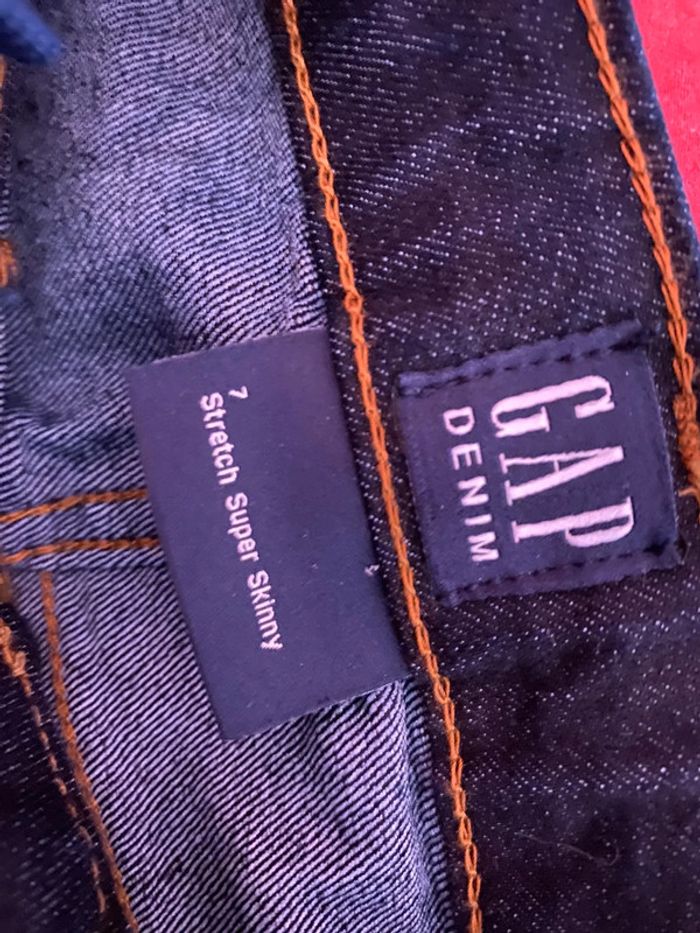 GAP
DENIM
7
Stretch Super Skinny